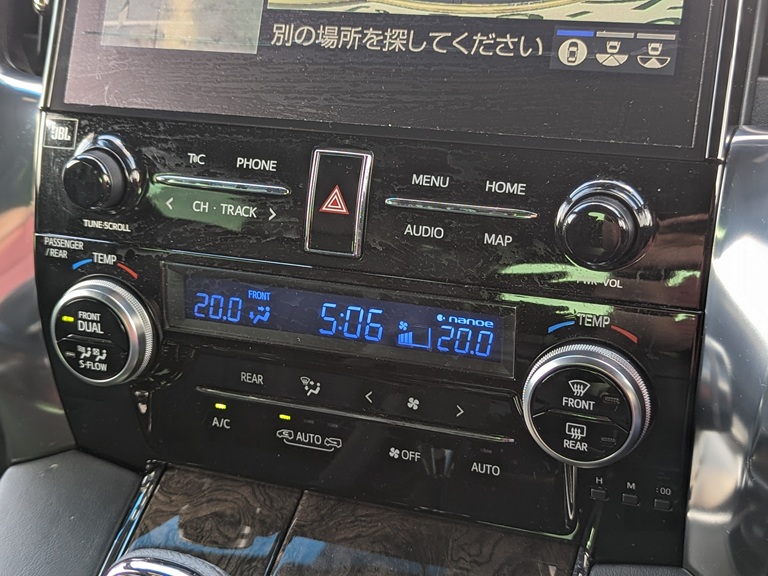 別の場所を探してください
JBL
T/C PHONE
MENU HOME
CH · TRACK
AUDIO MAP
TUNE·SCROLL
PWR·VOL
PASSENGER
/REAR
TEMP
TEMP
FRONT
DUAL
S-FLOW
20.0
FRONT
5:06
nanoe
20.0
FRONT
REAR
REAR
A/C
AUTO
OFF
AUTO
H M :00